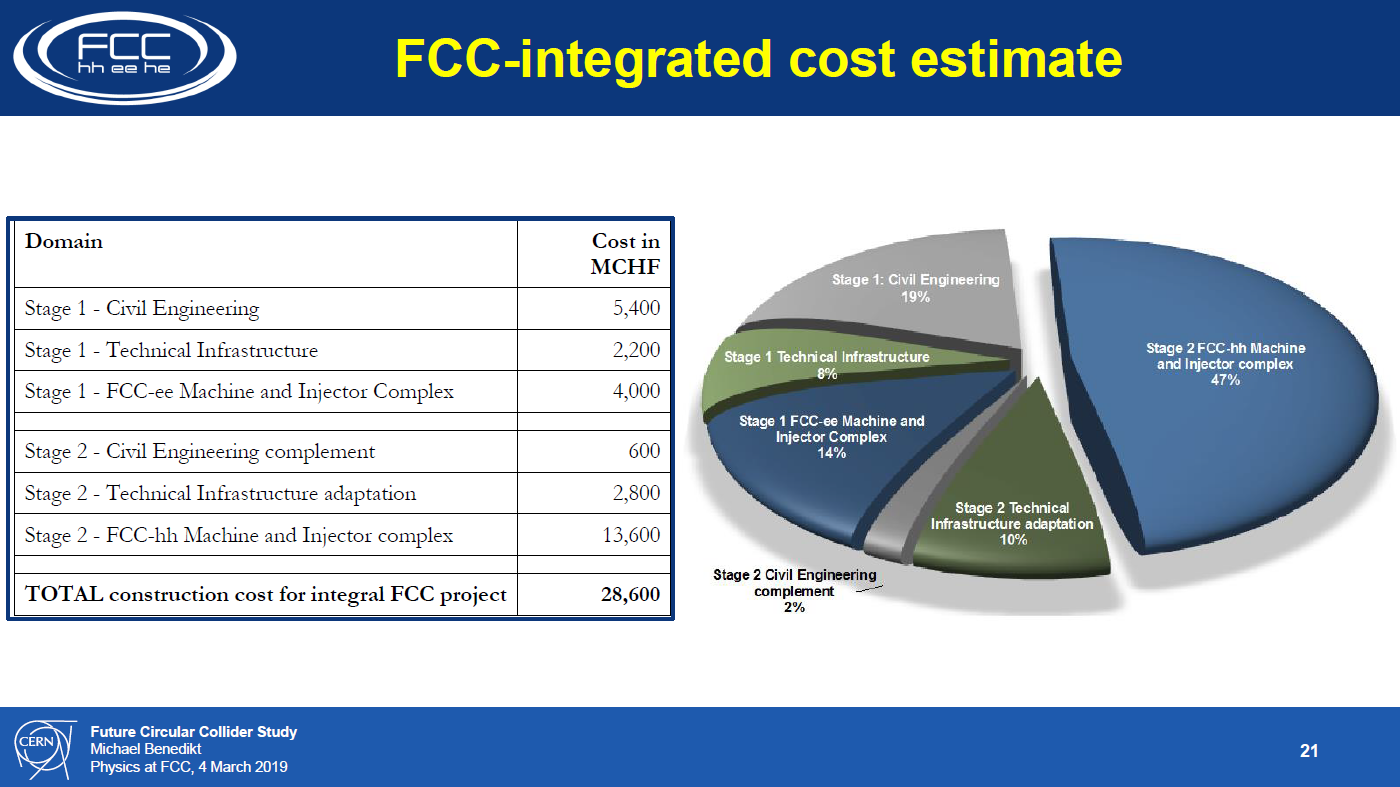 FCC
hh ee he
FCC-integrated cost estimate
Domain
Cost in
MCHF
Stage 1 - Civil Engineering 5,400
Stage 1 - Technical Infrastructure 2,200
Stage 1 - FCC-ee Machine and Injector Complex 4,000
Stage 2 - Civil Engineering complement 600
Stage 2 - Technical Infrastructure adaptation 2,800
Stage 2 - FCC-hh Machine and Injector complex 13,600
TOTAL construction cost for integral FCC project 28,600
Stage 1: Civil Engineering
19%
Stage 1 Technical Infrastructure
8%
Stage 1 FCC-ee Machine and
Injector Complex
14%
Stage 2 Civil Engineering
complement
2%
Stage 2 Technical
Infrastructure adaptation
10%
Stage 2 FCC-hh Machine
and Injector complex
47%
CERN
Future Circular Collider Study
Michael Benedikt
Physics at FCC, 4 March 2019
21